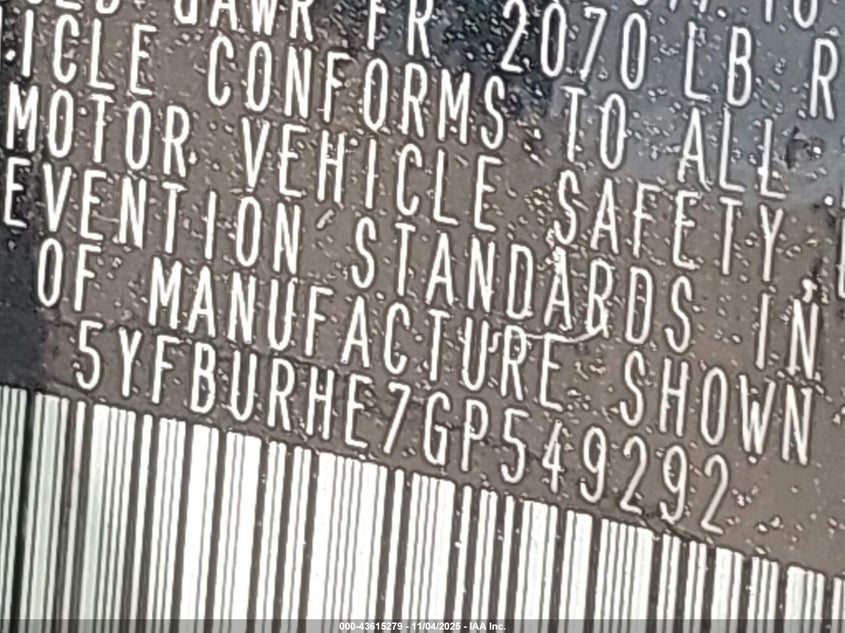 GAWR FR 2070 LB R
ICLE CONFORMS TO ALL
MOTOR VEHICLE SAFETY,
EVENTION STANDARDS IN
OF MANUFACTURE SHOWN
5YFBURHE7GP549292
000-43615279 - 11/04/2025 - IAA Inc.